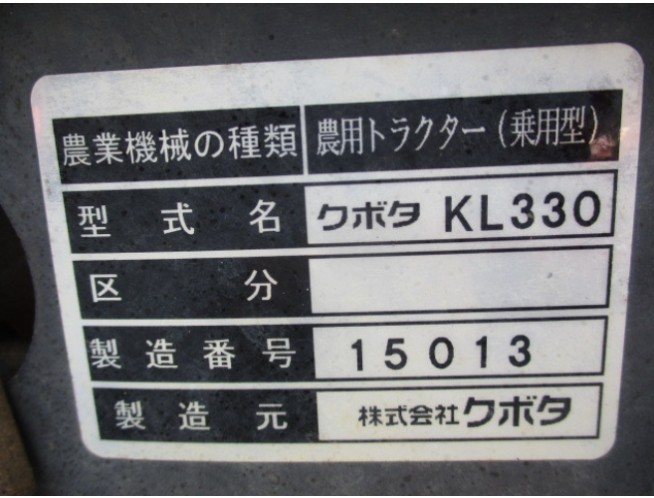 農業機械の種類 農用トラクター(乗用型)
型式名 クボタ KL330
区分
製造番号 15013
製造元 株式会社クボタ